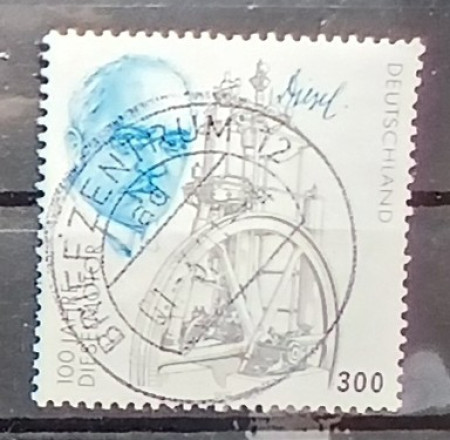 Diesel.
DEUTSCHLAND
100 JAHRE
DIESELMOTOR
300
BRIEFZENTRUM 12